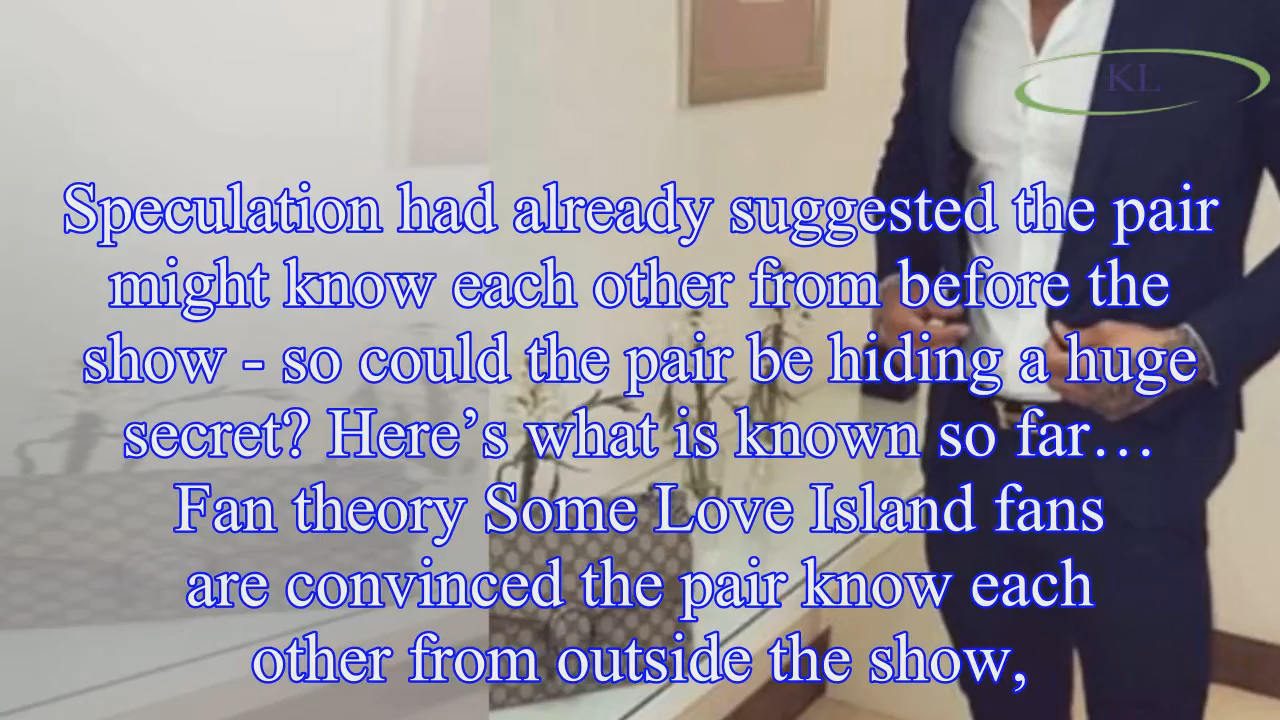 KL
Speculation had already suggested the pair
might know each other from before the
show - so could the pair be hiding a huge
secret? Here’s what is known so far…
Fan theory Some Love Island fans
are convinced the pair know each
other from outside the show,